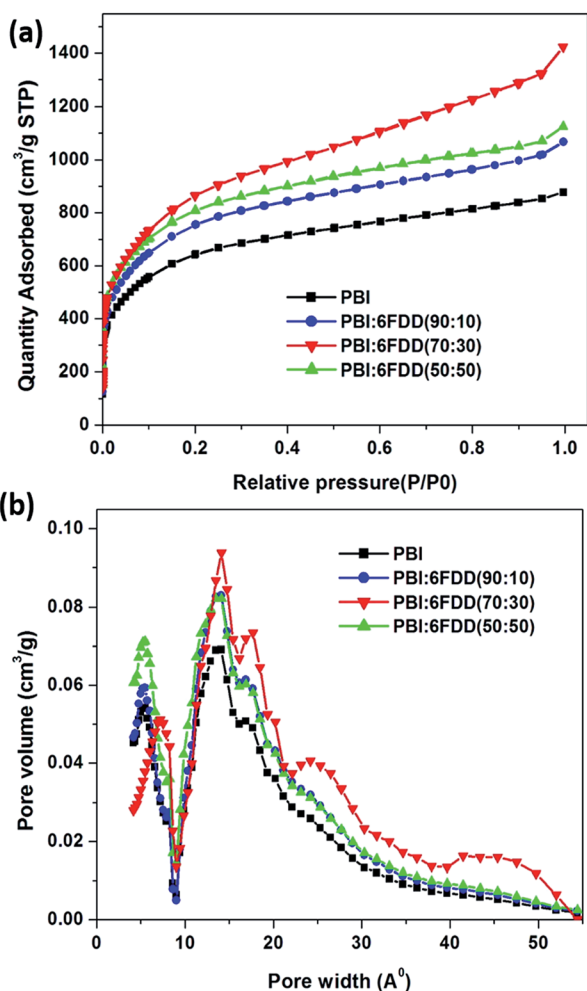 (a)
1400
1200
1000
800
600
400
200
0
Quantity Adsorbed (cm³/g STP)
PBI
PBI:6FDD(90:10)
PBI:6FDD(70:30)
PBI:6FDD(50:50)
0.0 0.2 0.4 0.6 0.8 1.0
Relative pressure(P/P0)
(b)
0.10
0.08
0.06
0.04
0.02
0.00
Pore volume (cm³/g)
PBI
PBI:6FDD(90:10)
PBI:6FDD(70:30)
PBI:6FDD(50:50)
0 10 20 30 40 50
Pore width (A⁰)